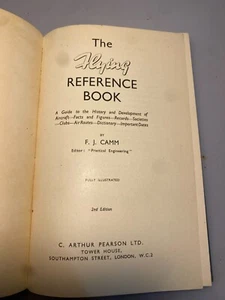 The
Flying
REFERENCE
BOOK
A Guide to the History and Development of
Aircraft—Facts and Figures—Records—Societies
—Clubs—Air Routes—Dictionary—Important Dates
BY
F. J. CAMM
Editor: "Practical Engineering."
FULLY ILLUSTRATED
2nd Edition
C. ARTHUR PEARSON LTD.
TOWER HOUSE,
SOUTHAMPTON STREET, LONDON, W.C.2